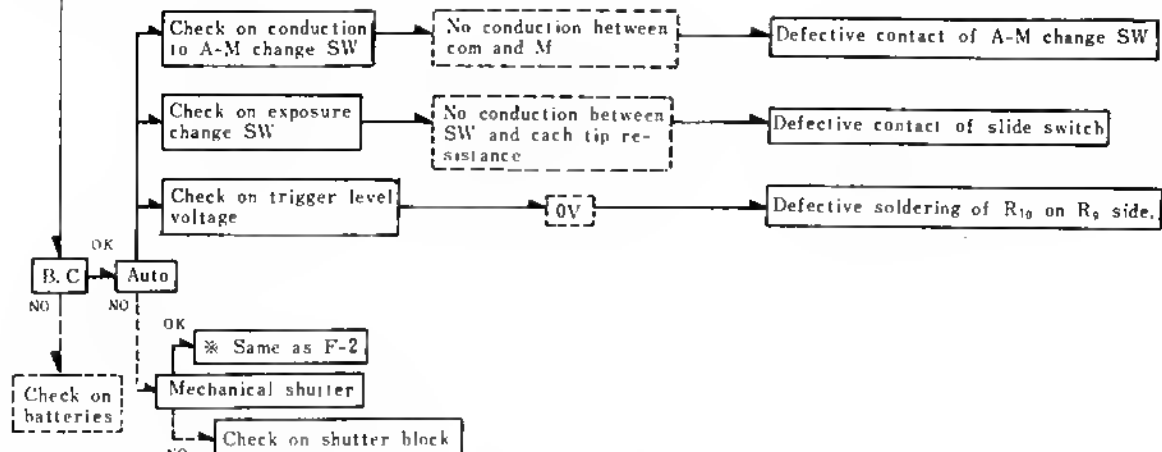 Check on conduction
to A-M change SW
No conduction hetween
com and M
Defective contact of A-M change SW
Check on exposure
change SW
No conduction between
SW and cach tip re-
sistance
Defective contact of slide switch
Check on trigger level
voltage
0V
Defective soldering of R₁₀ on R₉ side.
OK
B. C
Auto
NO
NO
OK
※ Same as F-2
Check on
batteries
Mechanical shutter
NO
Check on shutter block